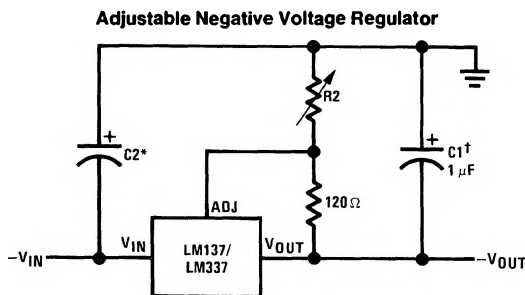 Adjustable Negative Voltage Regulator
R2
+
C2*
+
C1†
1 µF
ADJ
120Ω
−VIN
VIN
LM137/
LM337
VOUT
−VOUT